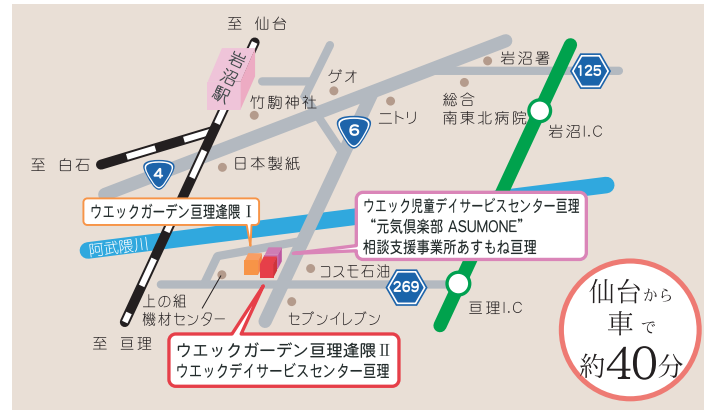 至 仙台
岩沼駅
ゲオ
岩沼署
125
竹駒神社
ニトリ
総合
南東北病院
6
岩沼I.C
至 白石
4
日本製紙
ウエックガーデン亘理逢隈Ⅰ
ウエック児童デイサービスセンター亘理
“元気倶楽部 ASUMONE”
相談支援事業所あすもね亘理
阿武隈川
コスモ石油
269
上の組
機材センター
セブンイレブン
亘理I.C
至 亘理
ウエックガーデン亘理逢隈Ⅱ
ウエックデイサービスセンター亘理
仙台から
車で
約40分